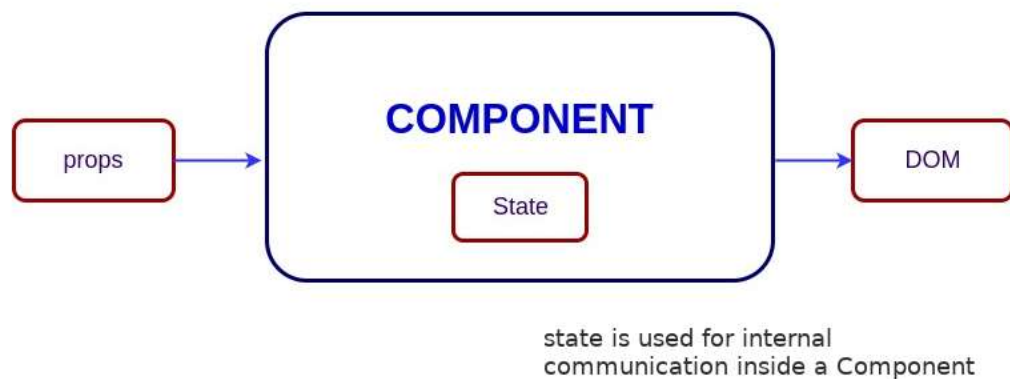 COMPONENT
props
State
DOM
state is used for internal
communication inside a Component